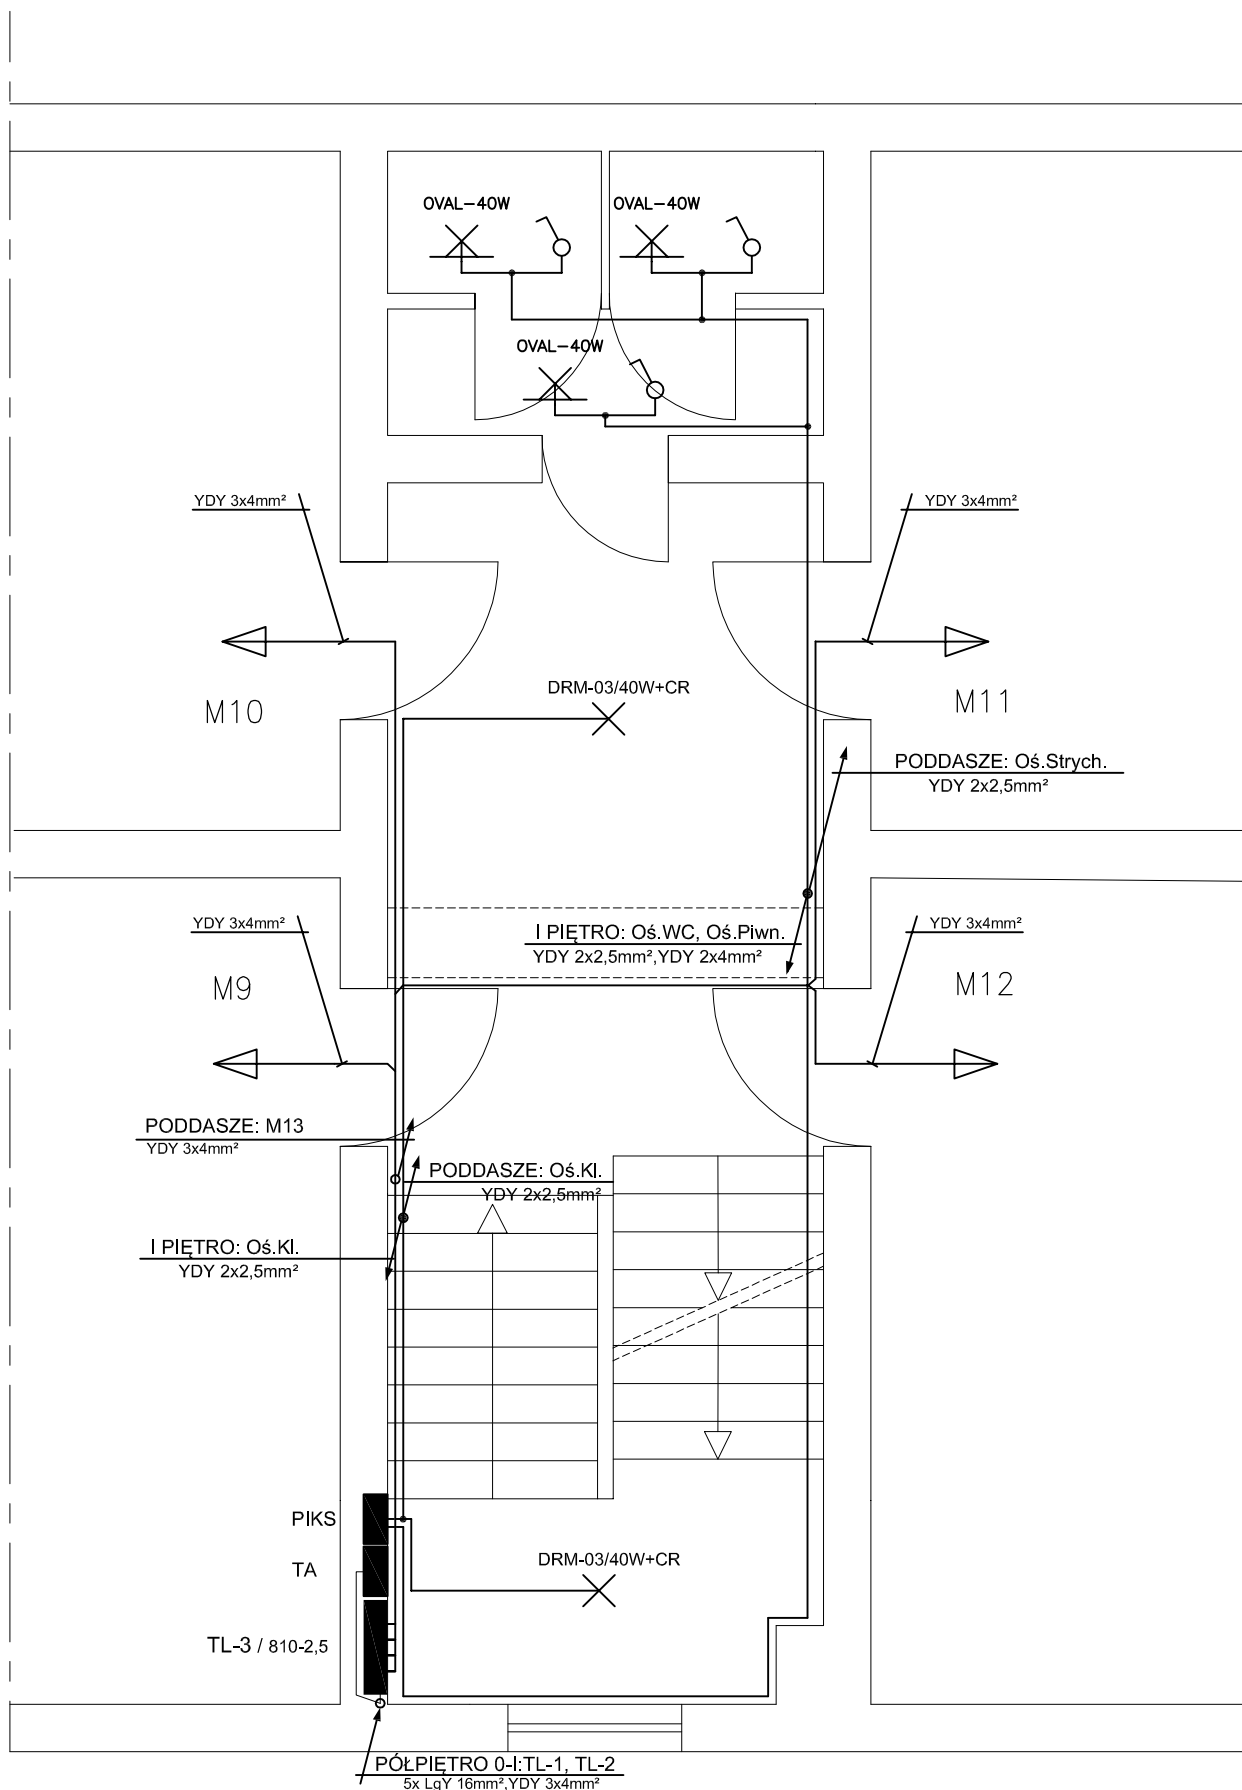 OVAL-40W
OVAL-40W
OVAL-40W
YDY 3x4mm²
YDY 3x4mm²
DRM-03/40W+CR
M10
M11
PODDASZE: Oś.Strych.
YDY 2x2,5mm²
YDY 3x4mm²
I PIĘTRO: Oś.WC, Oś.Piwn.
YDY 2x2,5mm²,YDY 2x4mm²
YDY 3x4mm²
M9
M12
PODDASZE: M13
YDY 3x4mm²
PODDASZE: Oś.Kl.
YDY 2x2,5mm²
I PIĘTRO: Oś.Kl.
YDY 2x2,5mm²
PIKS
DRM-03/40W+CR
TA
TL-3 / 810-2,5
PÓŁPIĘTRO 0-I:TL-1, TL-2
5x LgY 16mm²,YDY 3x4mm²